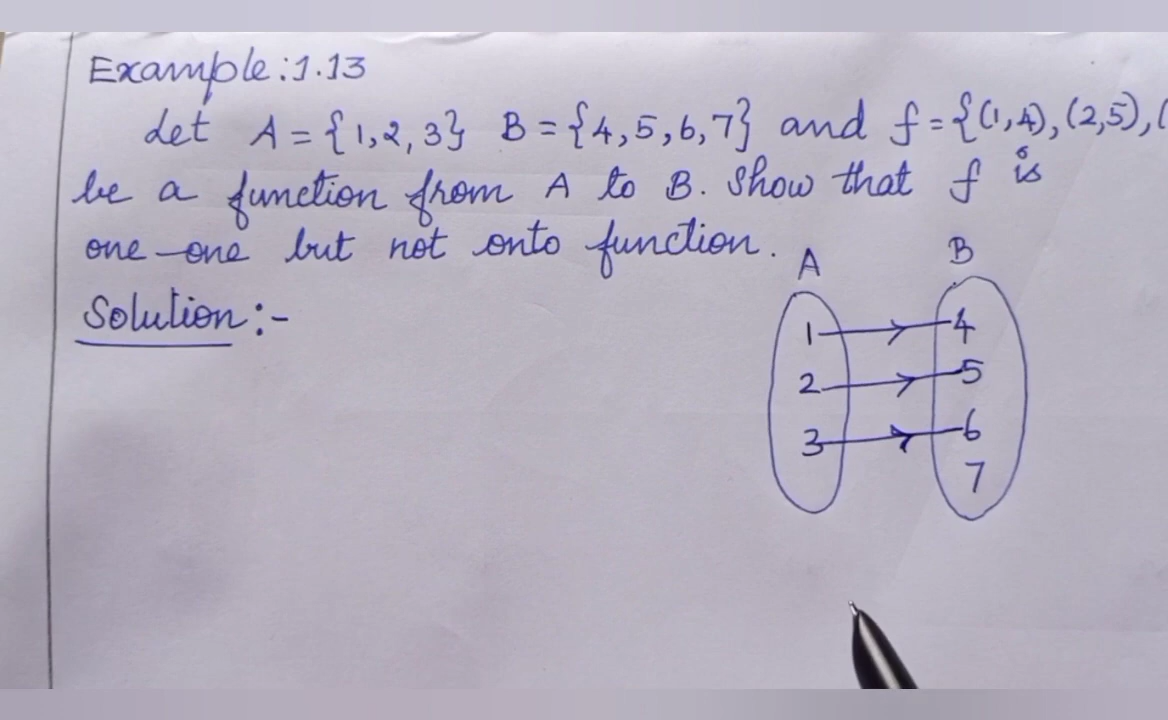 Example:1.13
Let A = {1,2,3} B = {4,5,6,7} and f = {(1,4),(2,5),(
be a function from A to B. Show that f is
one-one but not onto function.
A B
Solution:-
1 4
2 5
3 6
7